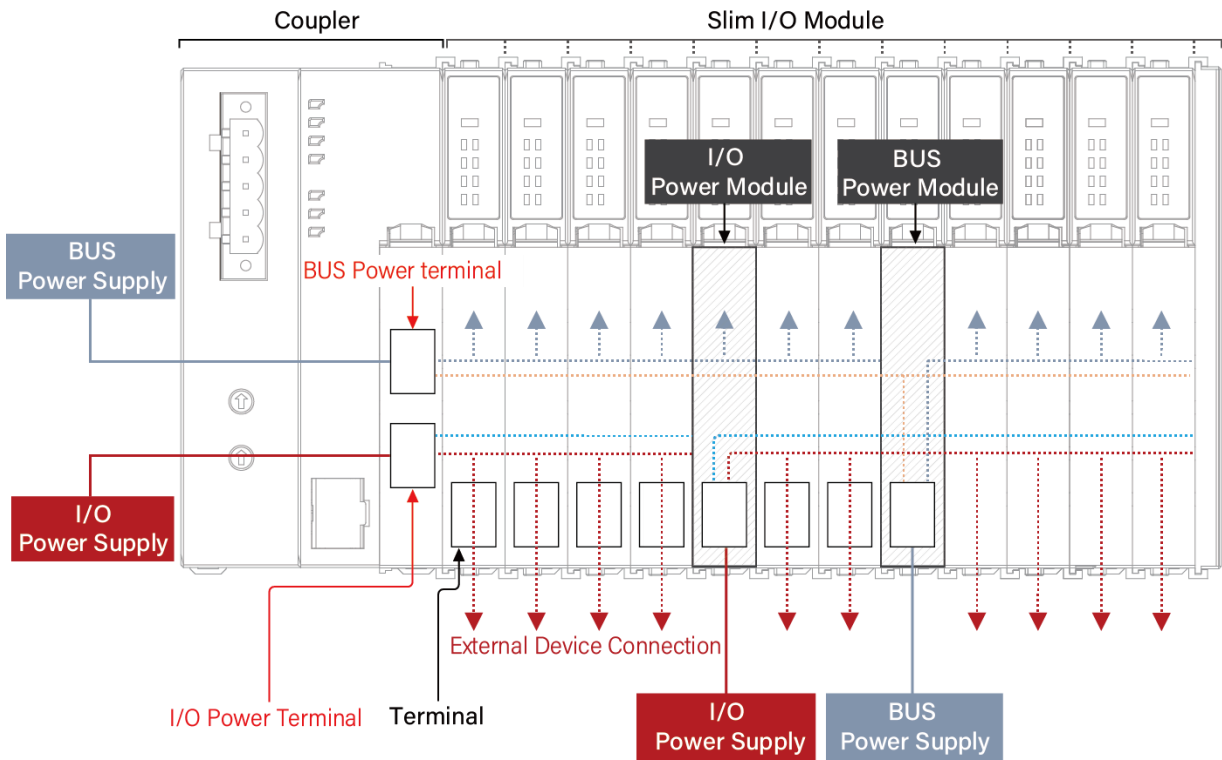 Coupler
Slim I/O Module
I/O
Power Module
BUS
Power Module
BUS
Power Supply
BUS Power terminal
I/O
Power Supply
External Device Connection
I/O Power Terminal
Terminal
I/O
Power Supply
BUS
Power Supply